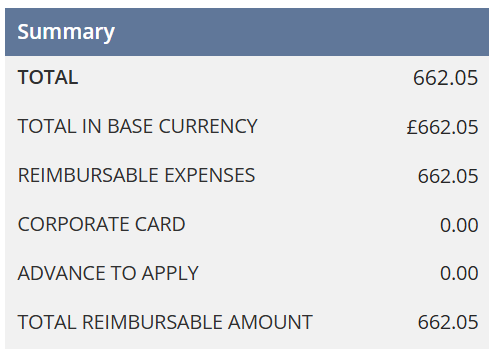 Summary
TOTAL 662.05
TOTAL IN BASE CURRENCY £662.05
REIMBURSABLE EXPENSES 662.05
CORPORATE CARD 0.00
ADVANCE TO APPLY 0.00
TOTAL REIMBURSABLE AMOUNT 662.05